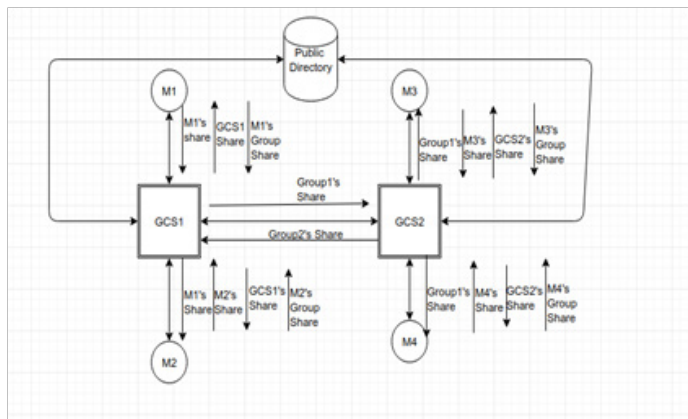 Public
Directory
M1
M3
M1's
share
GCS1
Share
M1's
Group
Share
Group1's
Share
M3's
Share
GCS2's
Share
M3's
Group
Share
Group1's
Share
GCS1
GCS2
Group2's Share
M1's
Share
M2's
Share
GCS1's
Share
M2's
Group
Share
Group1's
Share
M4's
Share
GCS2's
Share
M4's
Group
Share
M2
M4